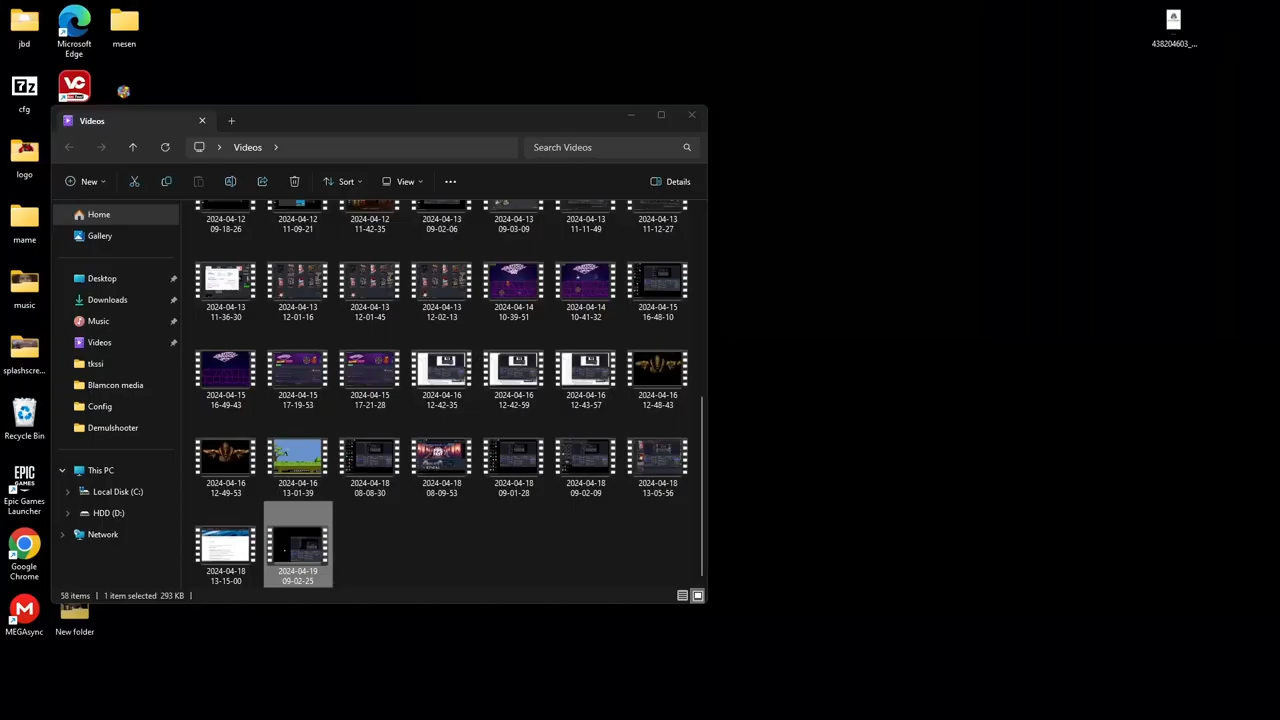 jbd
Microsoft
Edge
mesen
438204603_...
cfg
VC
logo
mame
music
splashscre...
Recycle Bin
EPIC
GAMES
Epic Games
Launcher
Google
Chrome
MEGAsync
New folder
Videos
Videos
Search Videos
New
Sort
View
Details
Home
Gallery
Desktop
Downloads
Music
Videos
tkssi
Blamcon media
Config
Demulshooter
This PC
Local Disk (C:)
HDD (D:)
Network
2024-04-12
09-18-26
2024-04-12
11-09-21
2024-04-12
11-42-35
2024-04-13
09-02-06
2024-04-13
09-03-09
2024-04-13
11-11-49
2024-04-13
11-12-27
2024-04-13
11-36-30
2024-04-13
12-01-16
2024-04-13
12-01-45
2024-04-13
12-02-13
2024-04-14
10-39-51
2024-04-14
10-41-32
2024-04-15
16-48-10
2024-04-15
16-49-43
2024-04-15
17-19-53
2024-04-15
17-21-28
2024-04-16
12-42-35
2024-04-16
12-42-59
2024-04-16
12-43-57
2024-04-16
12-48-43
2024-04-16
12-49-53
2024-04-16
13-01-39
2024-04-18
08-08-30
2024-04-18
08-09-53
2024-04-18
09-01-28
2024-04-18
09-02-09
2024-04-18
13-05-56
2024-04-18
13-15-00
2024-04-19
09-02-25
58 items
1 item selected 293 KB